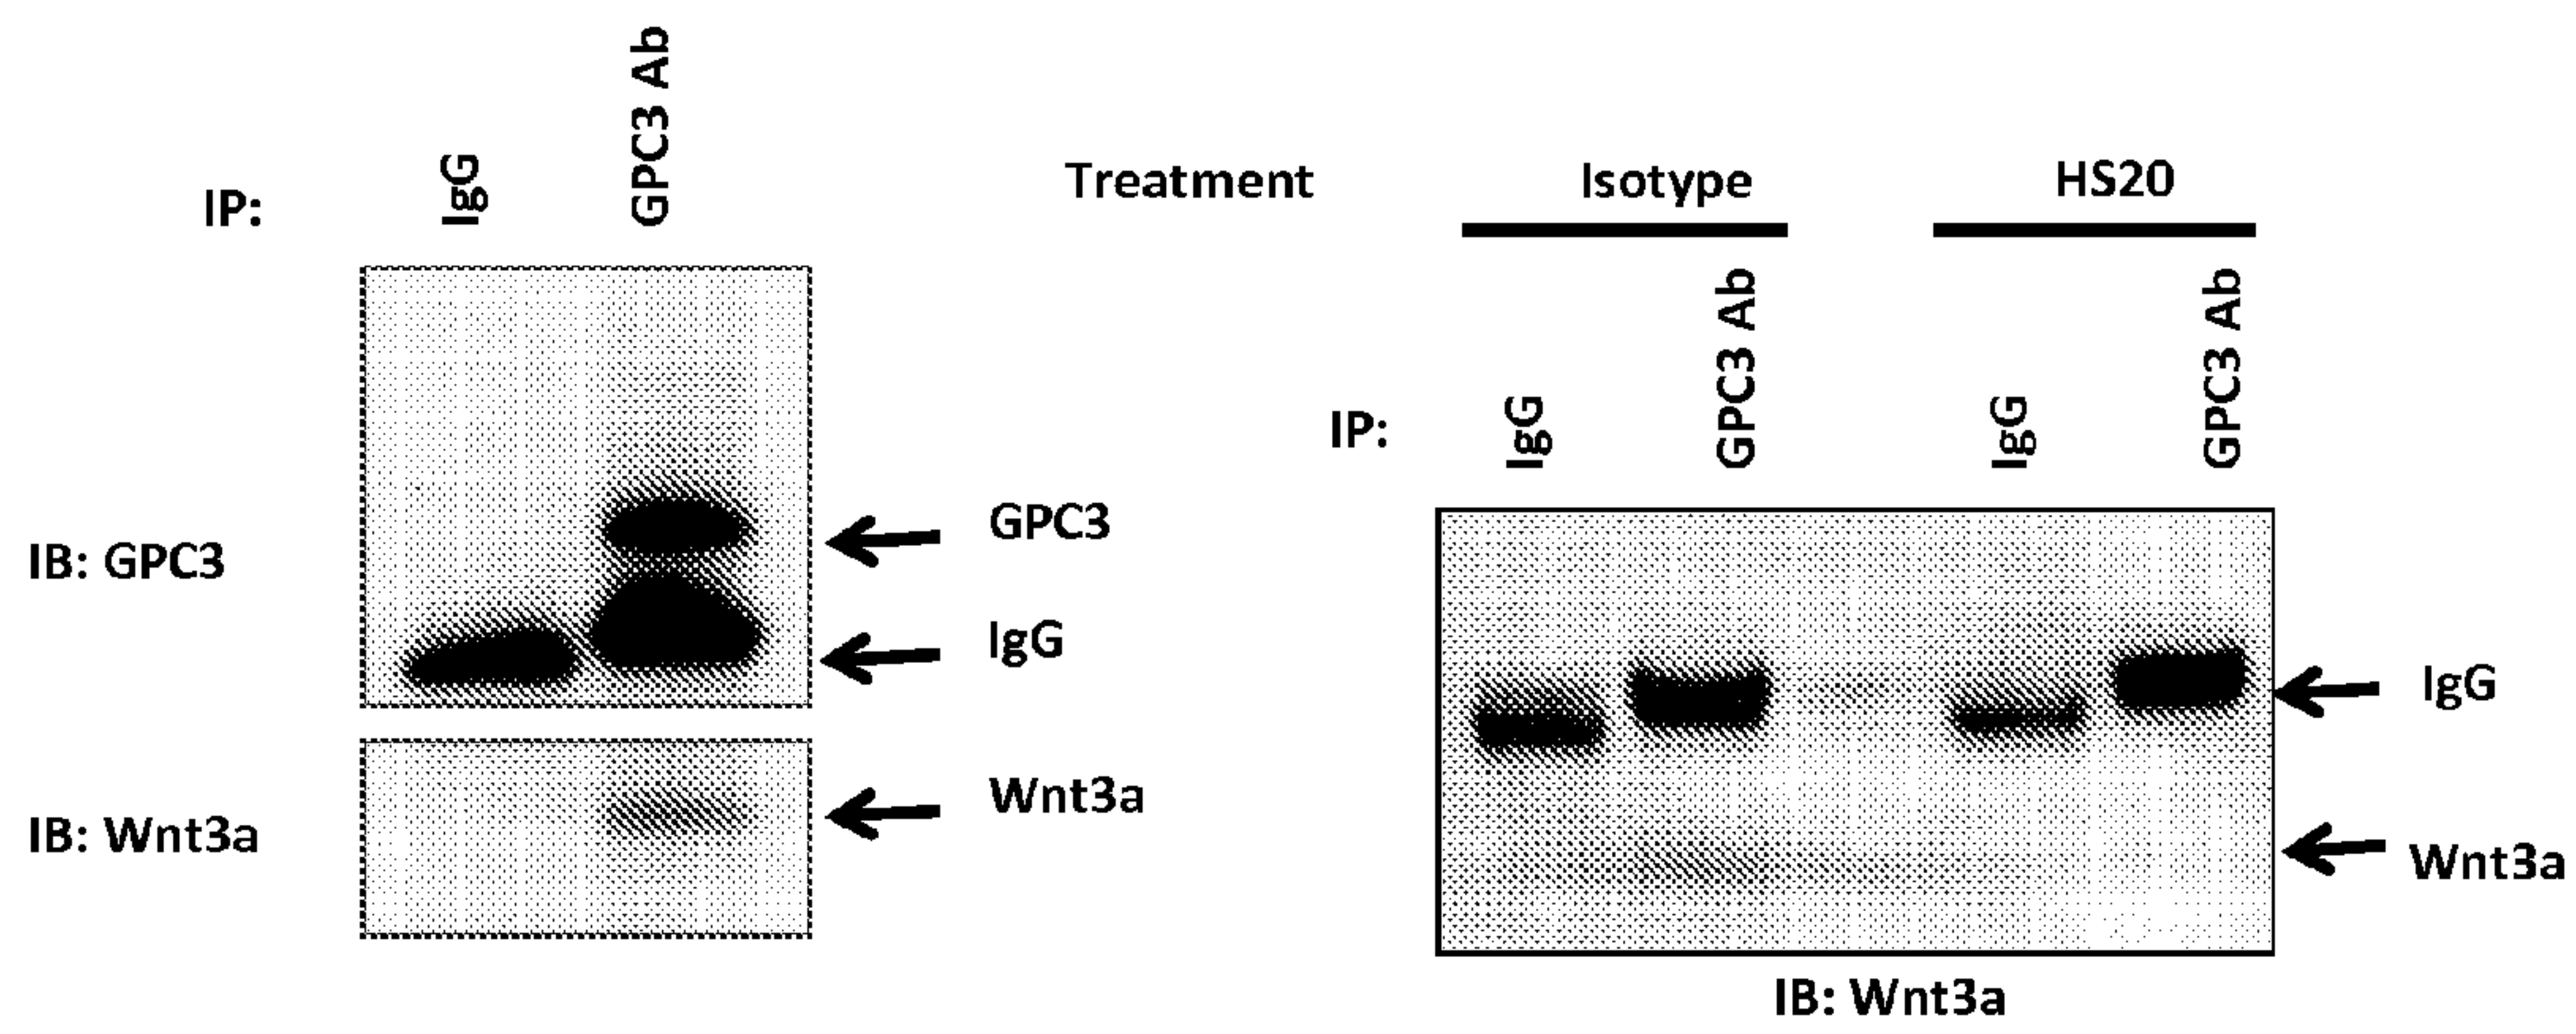 IP:
IgG
GPC3 Ab
IB: GPC3
GPC3
IgG
IB: Wnt3a
Wnt3a
Treatment
Isotype
HS20
IP:
IgG
GPC3 Ab
IgG
GPC3 Ab
IgG
Wnt3a
IB: Wnt3a